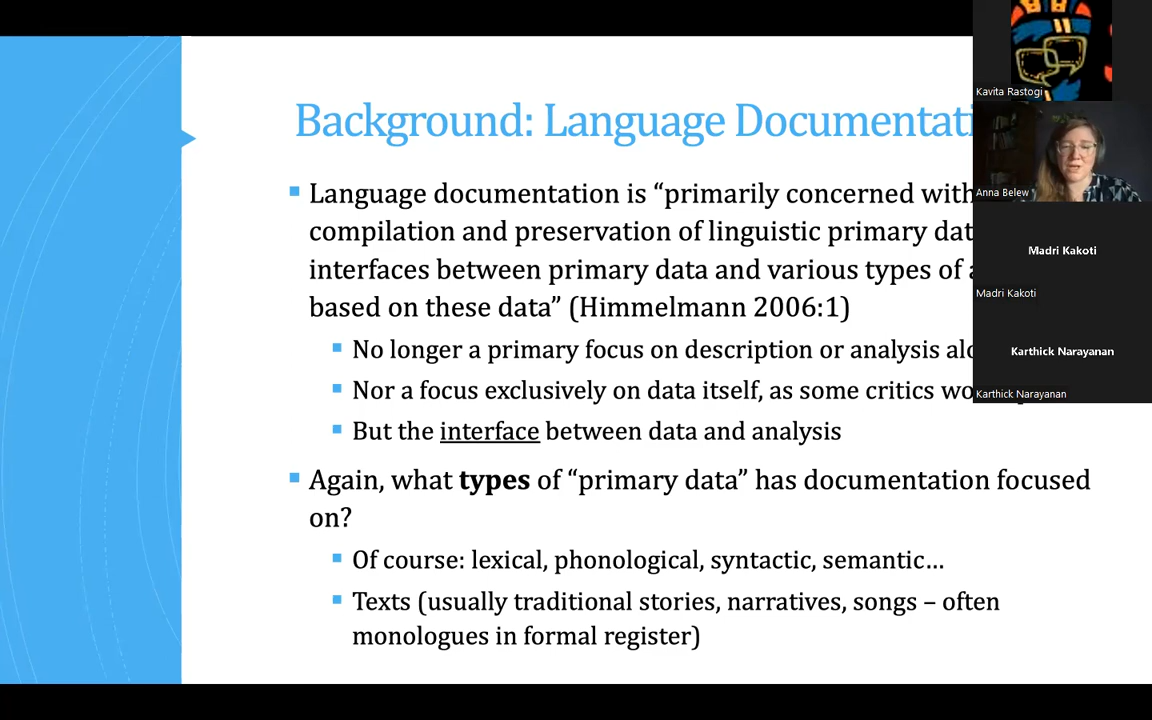 Background: Language Documentati
Language documentation is “primarily concerned with
compilation and preservation of linguistic primary dat
interfaces between primary data and various types of a
based on these data” (Himmelmann 2006:1)
No longer a primary focus on description or analysis alo
Nor a focus exclusively on data itself, as some critics wo
But the interface between data and analysis
Again, what types of “primary data” has documentation focused
on?
Of course: lexical, phonological, syntactic, semantic…
Texts (usually traditional stories, narratives, songs – often
monologues in formal register)
Kavita Rastogi
Anna Belew
Madri Kakoti
Madri Kakoti
Karthick Narayanan
Karthick Narayanan